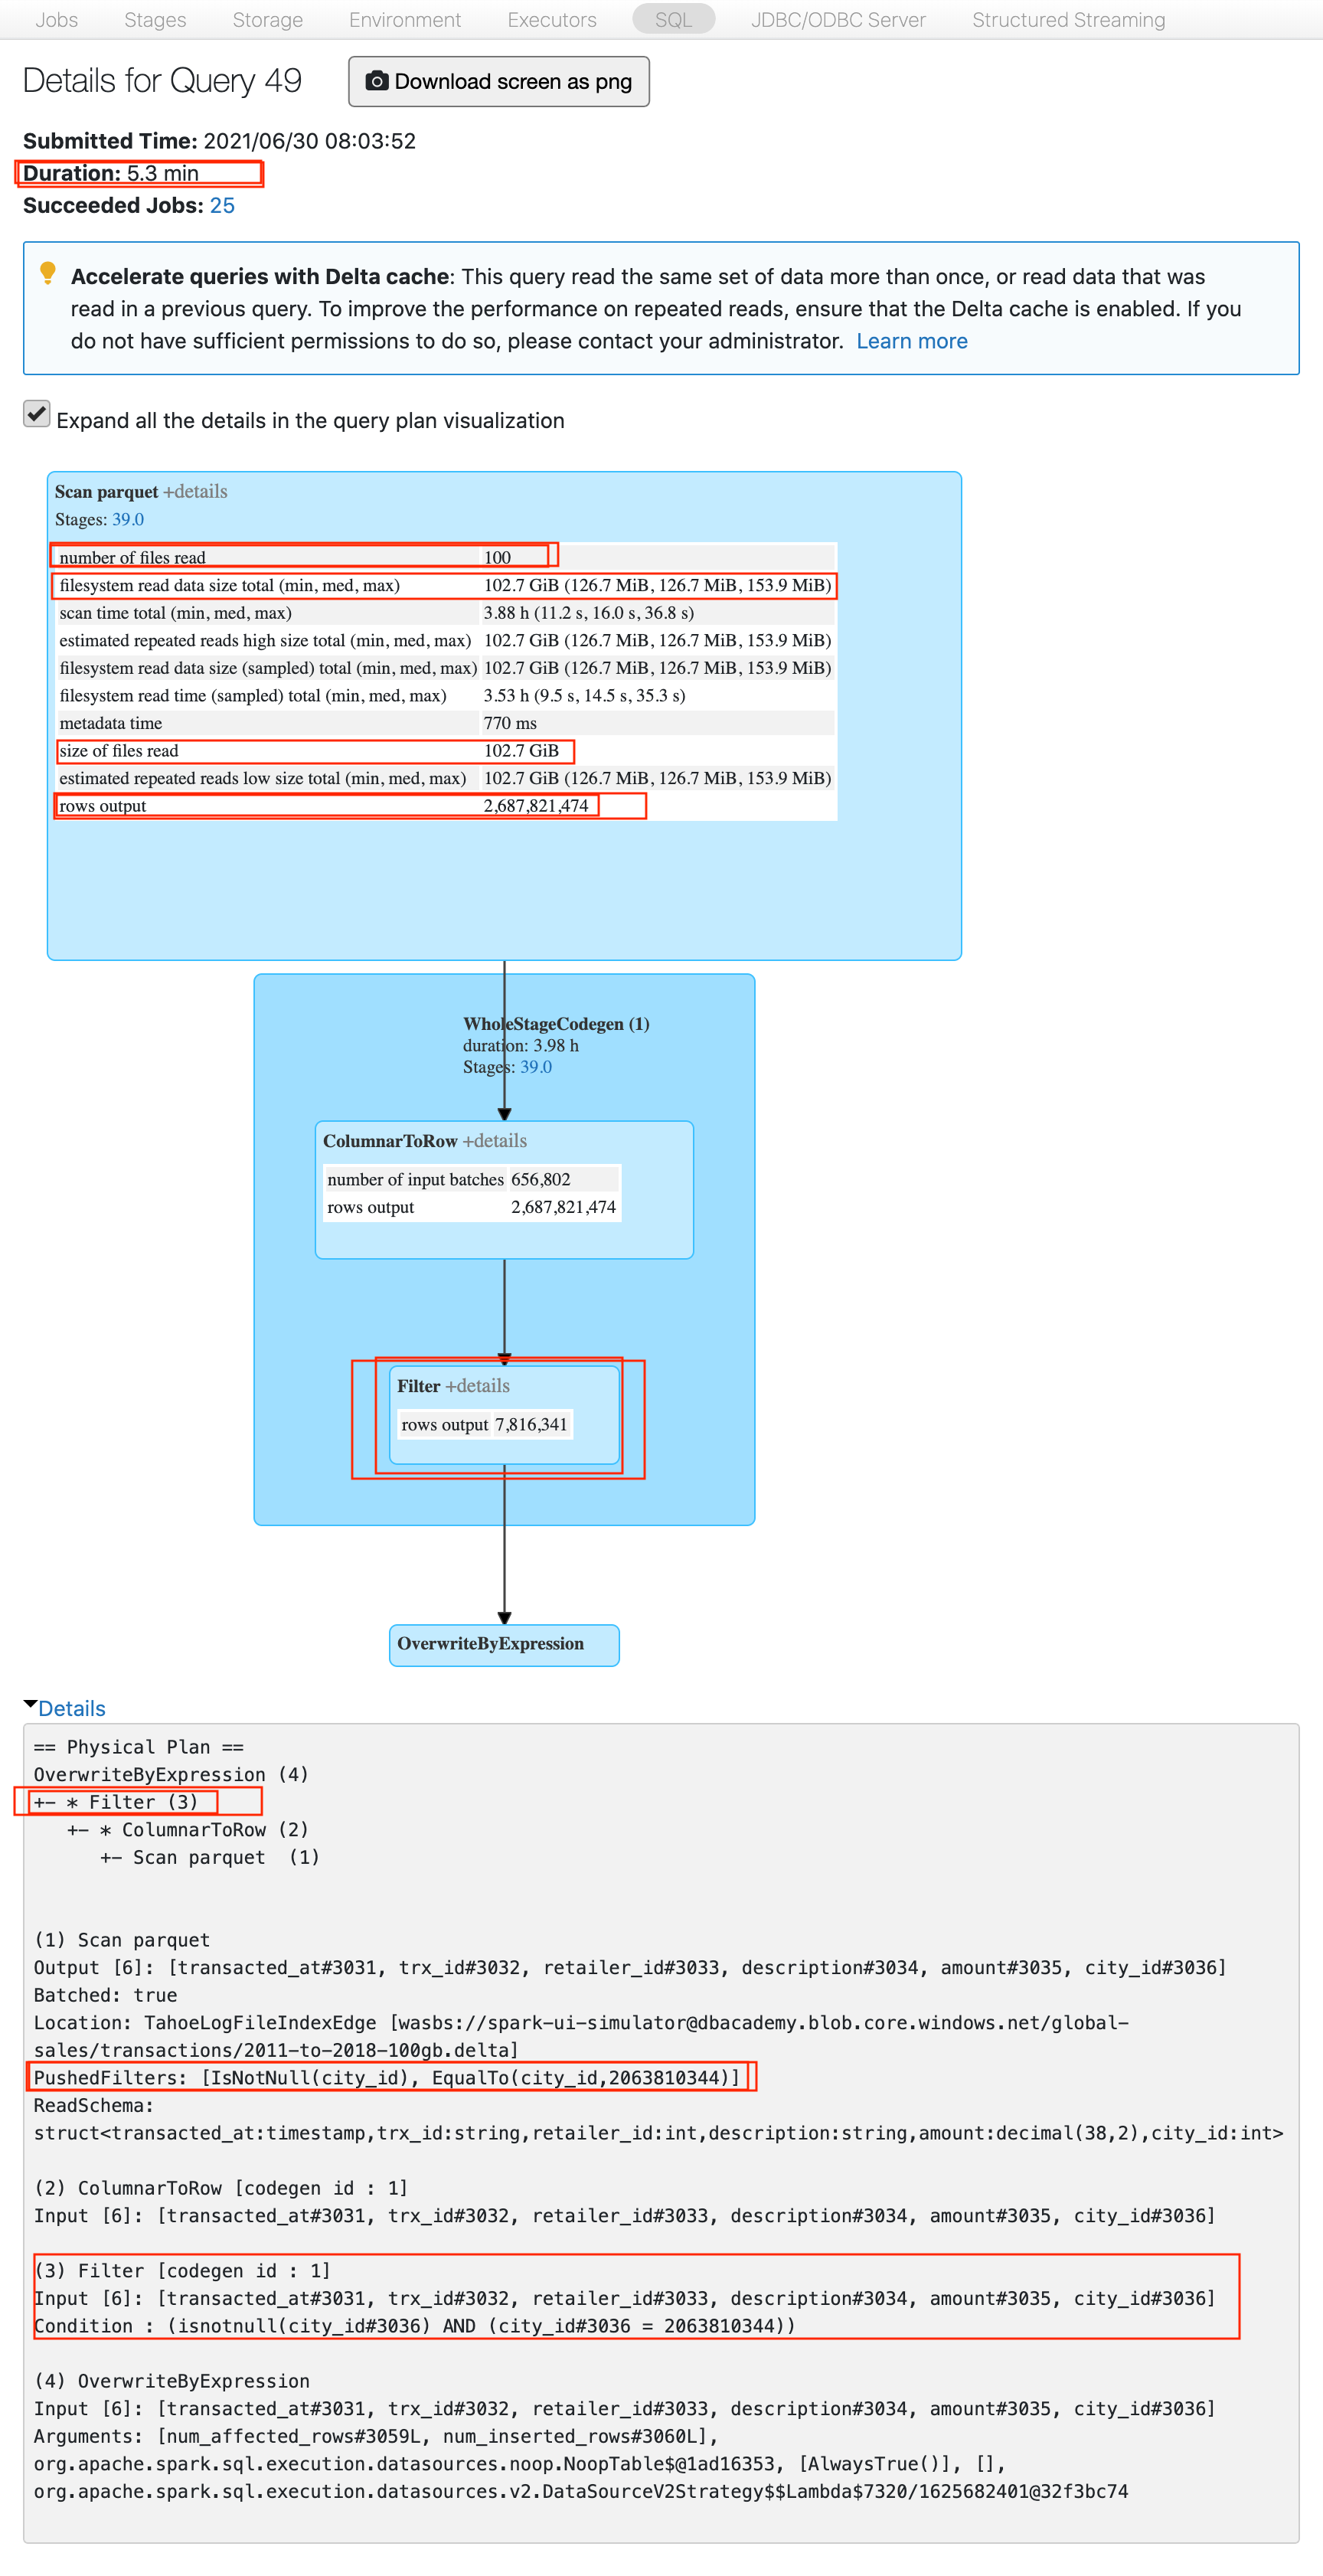 Jobs Stages Storage Environment Executors SQL JDBC/ODBC Server Structured Streaming
Details for Query 49 Download screen as png
Submitted Time: 2021/06/30 08:03:52
Duration: 5.3 min
Succeeded Jobs: 25
Accelerate queries with Delta cache: This query read the same set of data more than once, or read data that was
read in a previous query. To improve the performance on repeated reads, ensure that the Delta cache is enabled. If you
do not have sufficient permissions to do so, please contact your administrator. Learn more
Expand all the details in the query plan visualization
Scan parquet +details
Stages: 39.0
number of files read 100
filesystem read data size total (min, med, max) 102.7 GiB (126.7 MiB, 126.7 MiB, 153.9 MiB)
scan time total (min, med, max) 3.88 h (11.2 s, 16.0 s, 36.8 s)
estimated repeated reads high size total (min, med, max) 102.7 GiB (126.7 MiB, 126.7 MiB, 153.9 MiB)
filesystem read data size (sampled) total (min, med, max) 102.7 GiB (126.7 MiB, 126.7 MiB, 153.9 MiB)
filesystem read time (sampled) total (min, med, max) 3.53 h (9.5 s, 14.5 s, 35.3 s)
metadata time 770 ms
size of files read 102.7 GiB
estimated repeated reads low size total (min, med, max) 102.7 GiB (126.7 MiB, 126.7 MiB, 153.9 MiB)
rows output 2,687,821,474
WholeStageCodegen (1)
duration: 3.98 h
Stages: 39.0
ColumnarToRow +details
number of input batches 656,802
rows output 2,687,821,474
Filter +details
rows output 7,816,341
OverwriteByExpression
Details
== Physical Plan ==
OverwriteByExpression (4)
+- * Filter (3)
   +- * ColumnarToRow (2)
      +- Scan parquet  (1)
(1) Scan parquet
Output [6]: [transacted_at#3031, trx_id#3032, retailer_id#3033, description#3034, amount#3035, city_id#3036]
Batched: true
Location: TahoeLogFileIndexEdge [wasbs://spark-ui-simulator@dbacademy.blob.core.windows.net/global-
sales/transactions/2011-to-2018-100gb.delta]
PushedFilters: [IsNotNull(city_id), EqualTo(city_id,2063810344)]
ReadSchema:
struct<transacted_at:timestamp,trx_id:string,retailer_id:int,description:string,amount:decimal(38,2),city_id:int>
(2) ColumnarToRow [codegen id : 1]
Input [6]: [transacted_at#3031, trx_id#3032, retailer_id#3033, description#3034, amount#3035, city_id#3036]
(3) Filter [codegen id : 1]
Input [6]: [transacted_at#3031, trx_id#3032, retailer_id#3033, description#3034, amount#3035, city_id#3036]
Condition : (isnotnull(city_id#3036) AND (city_id#3036 = 2063810344))
(4) OverwriteByExpression
Input [6]: [transacted_at#3031, trx_id#3032, retailer_id#3033, description#3034, amount#3035, city_id#3036]
Arguments: [num_affected_rows#3059L, num_inserted_rows#3060L],
org.apache.spark.sql.execution.datasources.noop.NoopTable$@1ad16353, [AlwaysTrue()], [],
org.apache.spark.sql.execution.datasources.v2.DataSourceV2Strategy$$Lambda$7320/1625682401@32f3bc74